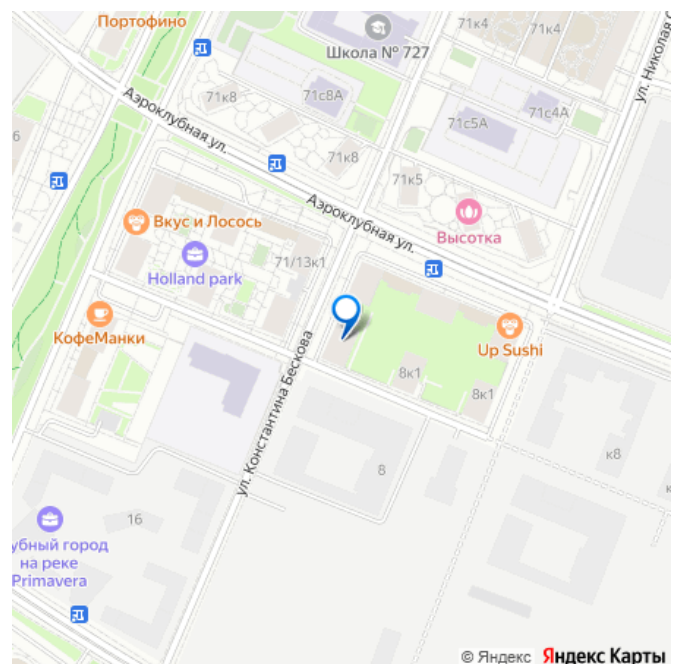 Портофино
71к4
71к4
Школа № 727
ул. Николая
71к8
71с8А
71с4А
71с5А
Аэроклубная ул.
71к8
71к5
Вкус и Лосось
Аэроклубная ул.
Высотка
71/13к1
Holland park
КофеМанки
Up Sushi
ул. Константина Бескова
8к1
8к1
8
к8
16
убный город
на реке
Primavera
© Яндекс Яндекс Карты